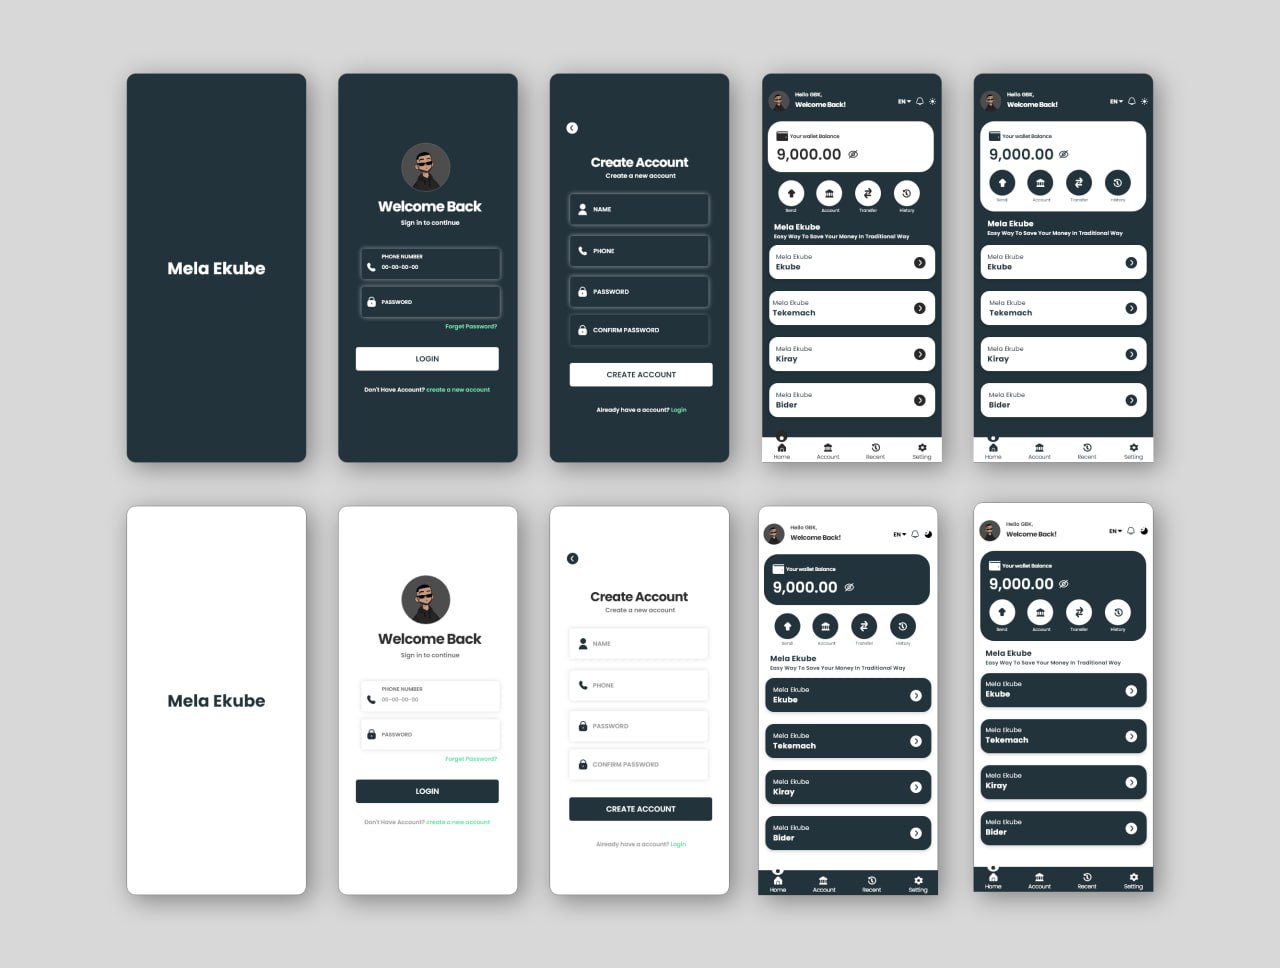 Mela Ekube
Welcome Back
Sign in to continue
PHONE NUMBER
00-00-00-00
PASSWORD
Forget Password?
LOGIN
Don't Have Account? create a new account
Create Account
Create a new account
NAME
PHONE
PASSWORD
CONFIRM PASSWORD
CREATE ACCOUNT
Already have a account? Login
Hello GBK,
Welcome Back!
EN
Your wallet Balance
9,000.00
Send Account Transfer History
Mela Ekube
Easy Way To Save Your Money In Traditional Way
Mela Ekube
Ekube
Mela Ekube
Tekemach
Mela Ekube
Kiray
Mela Ekube
Bider
Home Account Recent Setting
Hello GBK,
Welcome Back!
EN
Your wallet Balance
9,000.00
Send Account Transfer History
Mela Ekube
Easy Way To Save Your Money In Traditional Way
Mela Ekube
Ekube
Mela Ekube
Tekemach
Mela Ekube
Kiray
Mela Ekube
Bider
Home Account Recent Setting
Mela Ekube
Welcome Back
Sign in to continue
PHONE NUMBER
00-00-00-00
PASSWORD
Forget Password?
LOGIN
Don't Have Account? create a new account
Create Account
Create a new account
NAME
PHONE
PASSWORD
CONFIRM PASSWORD
CREATE ACCOUNT
Already have a account? Login
Hello GBK,
Welcome Back!
EN
Your wallet Balance
9,000.00
Send Account Transfer History
Mela Ekube
Easy Way To Save Your Money In Traditional Way
Mela Ekube
Ekube
Mela Ekube
Tekemach
Mela Ekube
Kiray
Mela Ekube
Bider
Home Account Recent Setting
Hello GBK,
Welcome Back!
EN
Your wallet Balance
9,000.00
Send Account Transfer History
Mela Ekube
Easy Way To Save Your Money In Traditional Way
Mela Ekube
Ekube
Mela Ekube
Tekemach
Mela Ekube
Kiray
Mela Ekube
Bider
Home Account Recent Setting